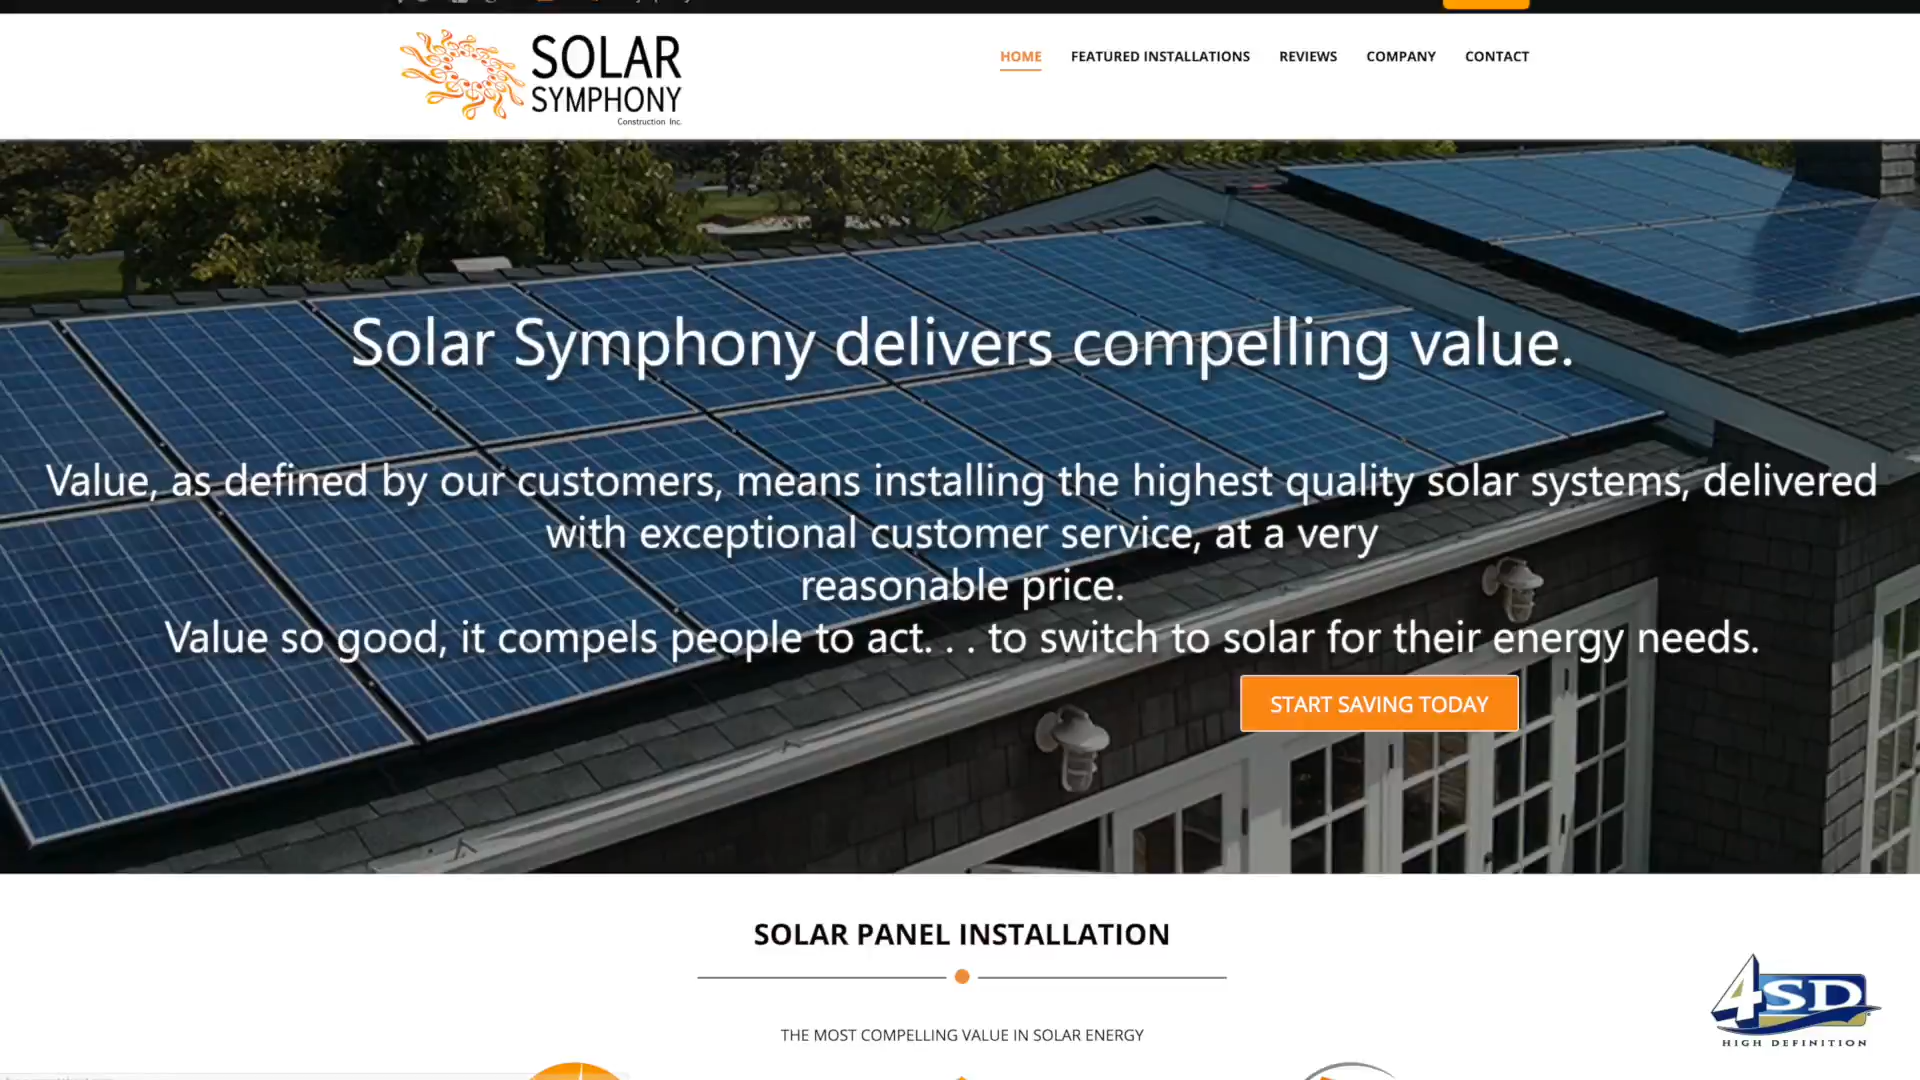 SOLAR
SYMPHONY
Construction Inc.
HOME FEATURED INSTALLATIONS REVIEWS COMPANY CONTACT
Solar Symphony delivers compelling value.
Value, as defined by our customers, means installing the highest quality solar systems, delivered
with exceptional customer service, at a very
reasonable price.
Value so good, it compels people to act. . . to switch to solar for their energy needs.
START SAVING TODAY
SOLAR PANEL INSTALLATION
THE MOST COMPELLING VALUE IN SOLAR ENERGY
4SD
HIGH DEFINITION